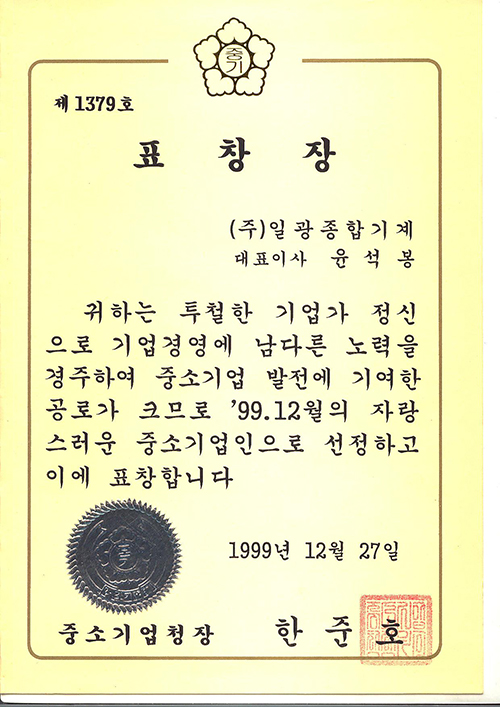 중기
제 1379 호
표 창 장
(주)일광종합기계
대표이사 윤 석 봉
귀하는 투철한 기업가 정신
으로 기업경영에 남다른 노력을
경주하여 중소기업 발전에 기여한
공로가 크므로 '99.12월의 자랑
스러운 중소기업인으로 선정하고
이에 표창합니다
1999년 12월 27일
중소기업청장 한 준 호